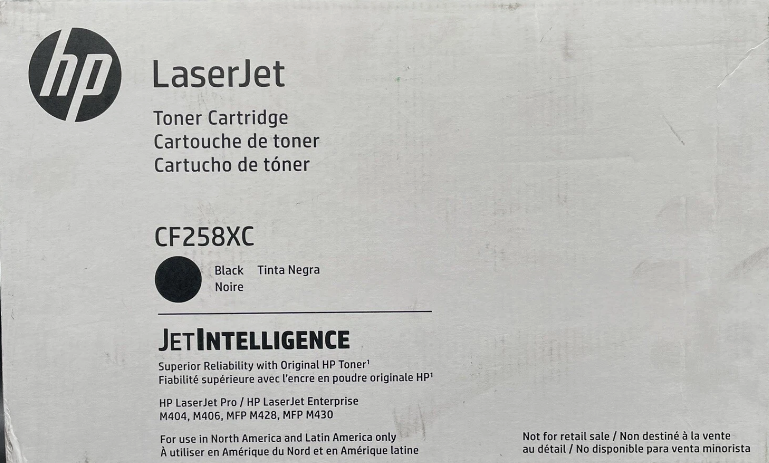 hp
LaserJet
Toner Cartridge
Cartouche de toner
Cartucho de tóner
CF258XC
Black Tinta Negra
Noire
JETINTELLIGENCE
Superior Reliability with Original HP Toner¹
Fiabilité supérieure avec l'encre en poudre originale HP¹
HP LaserJet Pro / HP LaserJet Enterprise
M404, M406, MFP M428, MFP M430
For use in North America and Latin America only
À utiliser en Amérique du Nord et en Amérique latine
Not for retail sale / Non destiné à la vente
au détail / No disponible para venta minorista